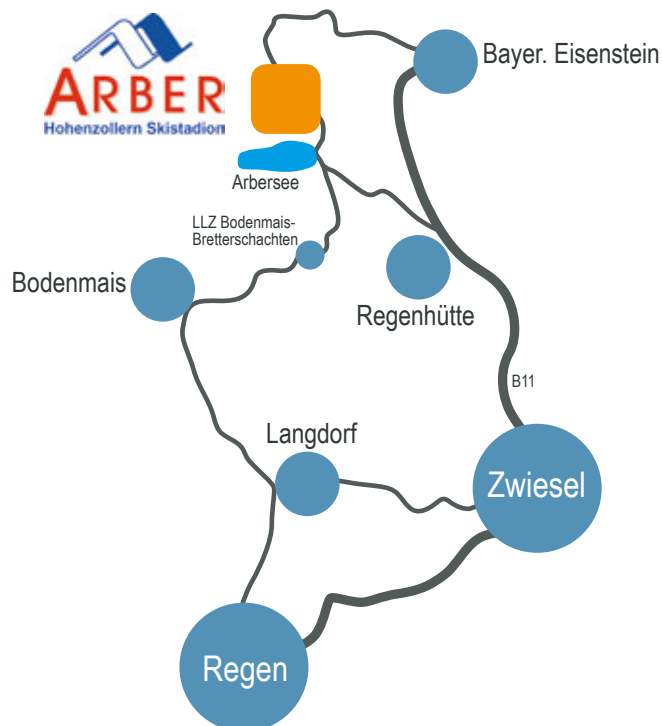 ARBER
Hohenzollern Skistadion
Bayer. Eisenstein
Arbersee
LLZ Bodenmais-
Bretterschachten
Bodenmais
Regenhütte
B11
Langdorf
Zwiesel
Regen